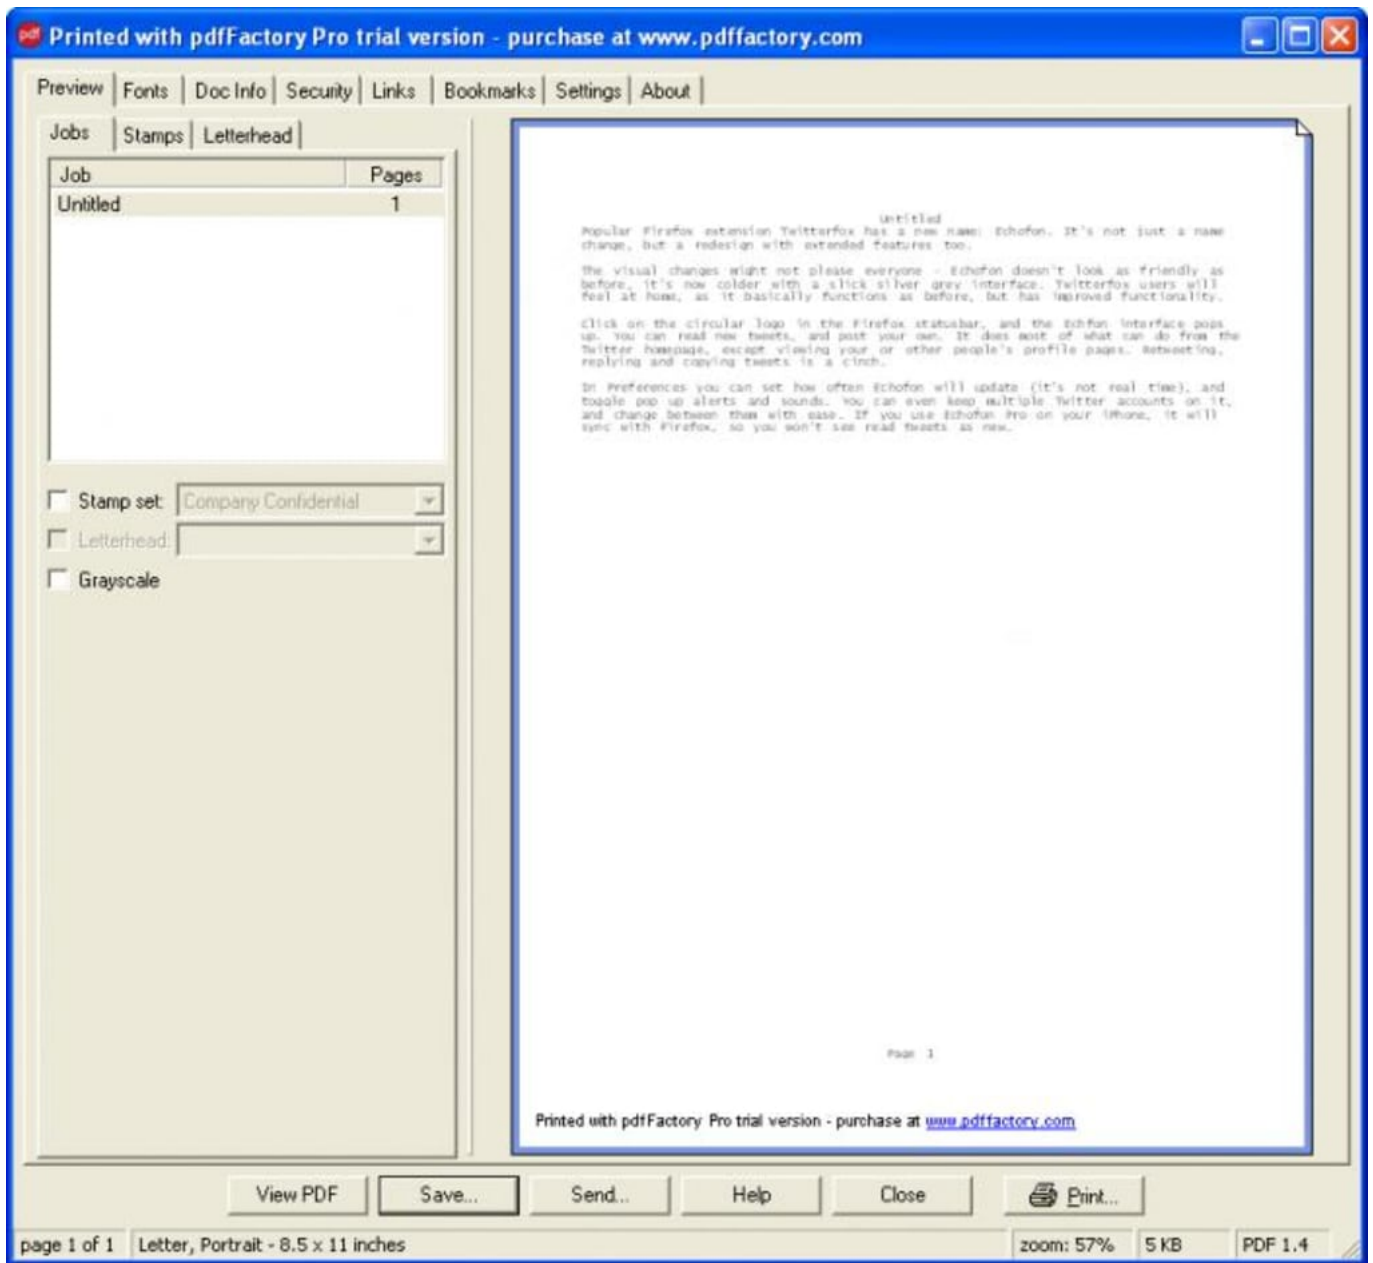 pdf Printed with pdfFactory Pro trial version - purchase at www.pdffactory.com
Preview Fonts Doc Info Security Links Bookmarks Settings About
Jobs Stamps Letterhead
Job Pages
Untitled 1
Stamp set: Company Confidential
Letterhead:
Grayscale
Untitled
Popular Firefox extension Twitterfox has a new name: Echofon. It's not just a name
change, but a redesign with extended features too.
The visual changes might not please everyone - Echofon doesn't look as friendly as
before, it's now colder with a slick silver grey interface. Twitterfox users will
feel at home, as it basically functions as before, but has improved functionality.
Click on the circular logo in the Firefox statusbar, and the Echfon interface pops
up. You can read new tweets, and post your own. It does most of what can do from the
Twitter homepage, except viewing your or other people's profile pages. Retweeting,
replying and copying tweets is a cinch.
In Preferences you can set how often Echofon will update (it's not real time), and
toggle pop up alerts and sounds. You can even keep multiple Twitter accounts on it,
and change between them with ease. If you use Echofon Pro on your iPhone, it will
sync with Firefox, so you won't see read tweets as new.
Page 1
Printed with pdfFactory Pro trial version - purchase at www.pdffactory.com
View PDF Save... Send... Help Close Print...
page 1 of 1 Letter, Portrait - 8.5 x 11 inches zoom: 57% 5 KB PDF 1.4